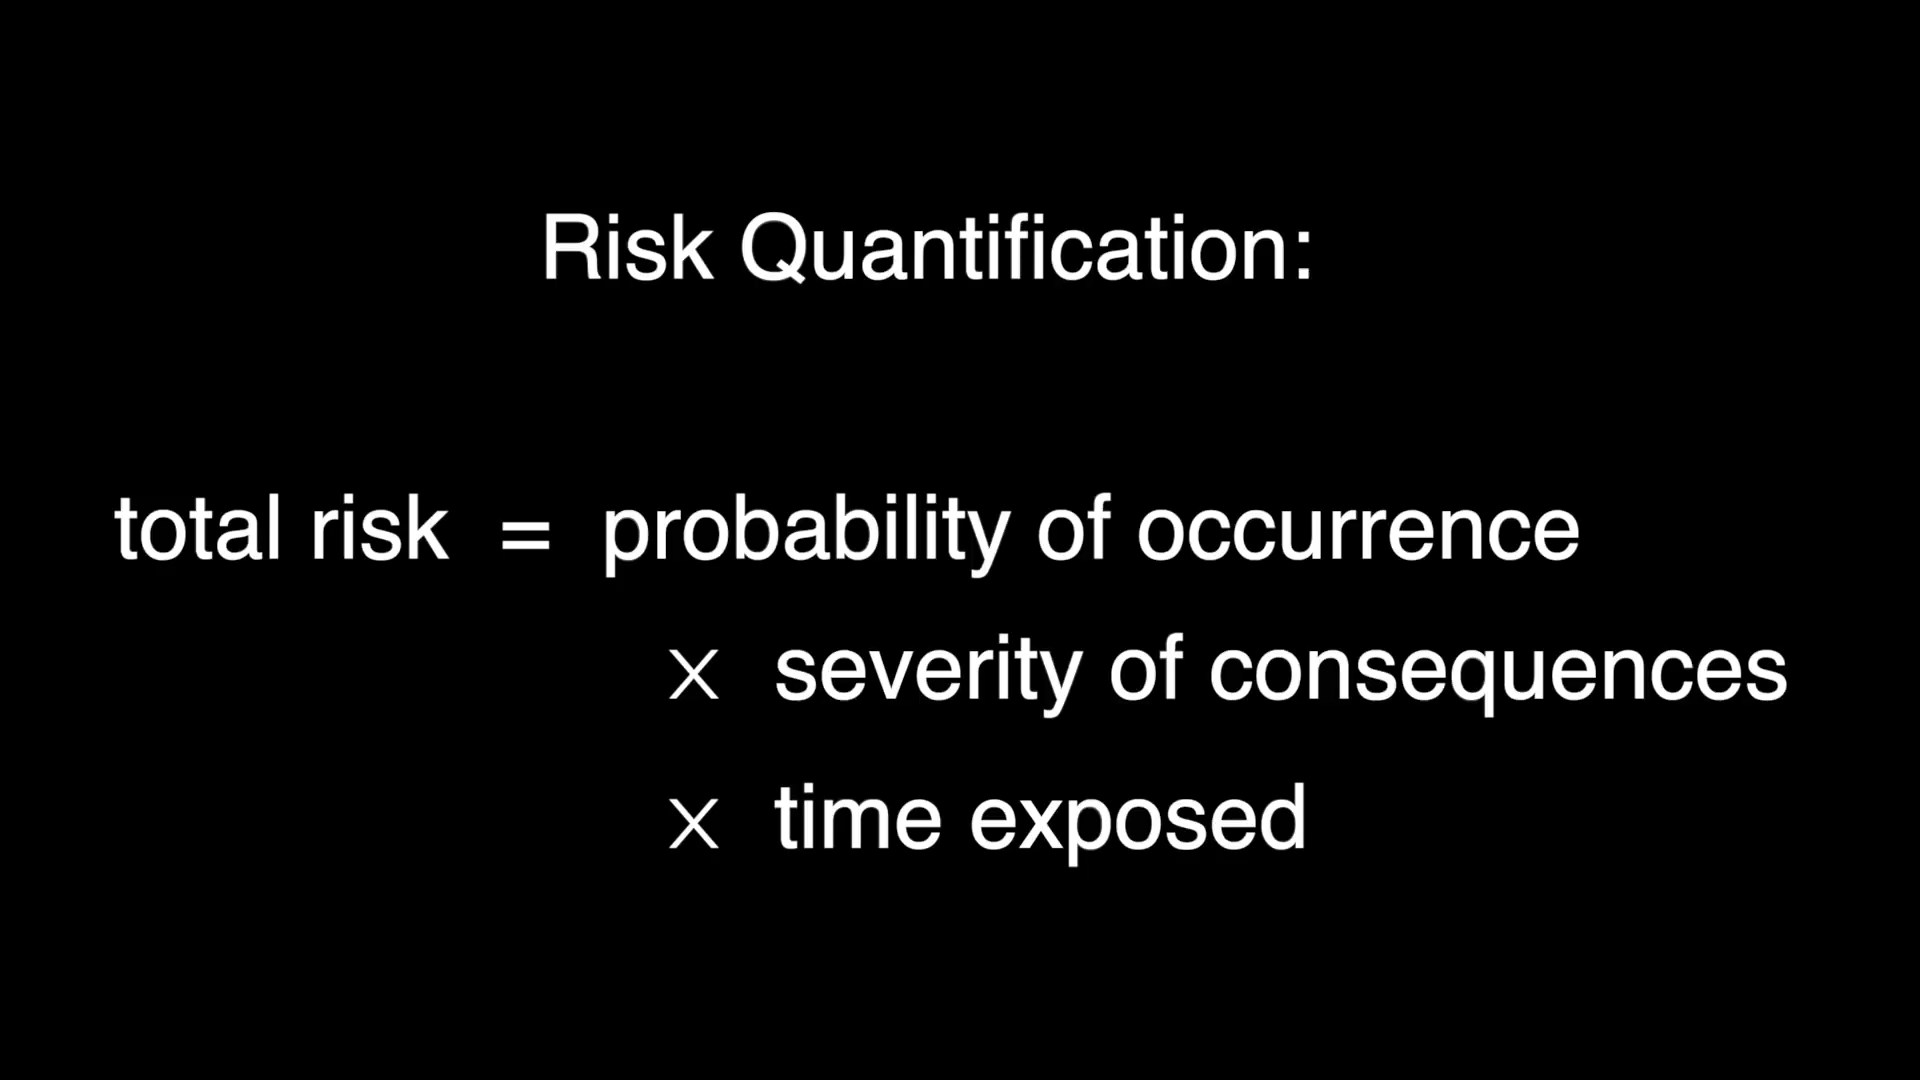 Risk Quantification:
total risk = probability of occurrence
x severity of consequences
x time exposed